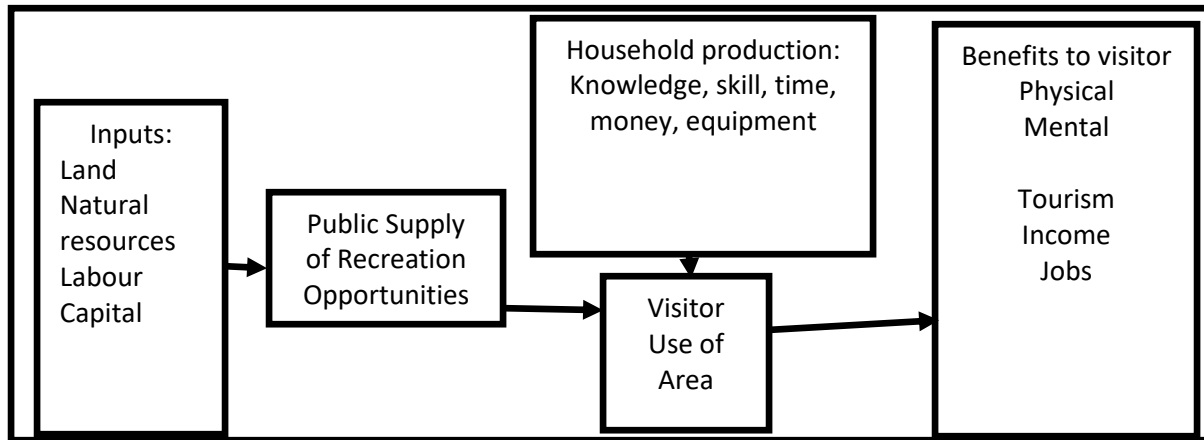 Inputs:
Land
Natural
resources
Labour
Capital
Public Supply
of Recreation
Opportunities
Household production:
Knowledge, skill, time,
money, equipment
Visitor
Use of
Area
Benefits to visitor
Physical
Mental
Tourism
Income
Jobs